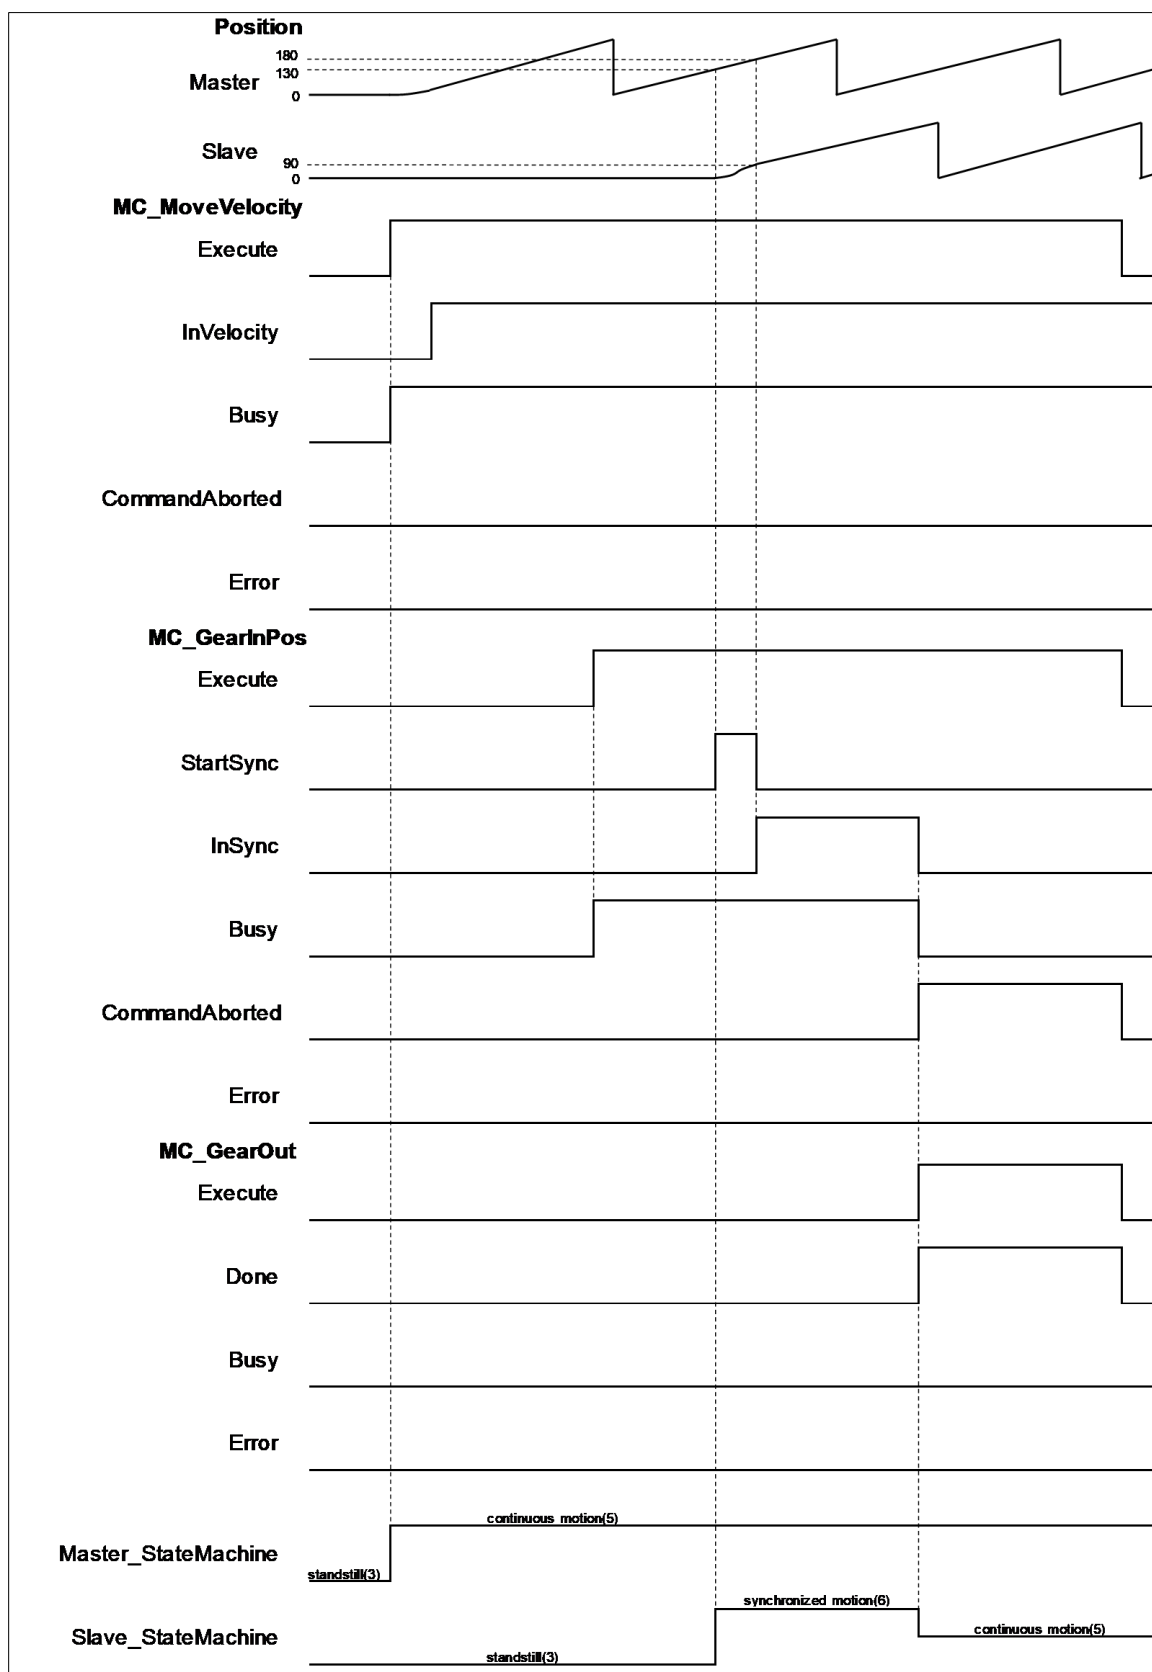 Position
180
Master 130
0
Slave
90
0
MC_MoveVelocity
Execute
InVelocity
Busy
CommandAborted
Error
MC_GearInPos
Execute
StartSync
InSync
Busy
CommandAborted
Error
MC_GearOut
Execute
Done
Busy
Error
continuous motion(5)
Master_StateMachine
standstill(3)
synchronized motion(6)
Slave_StateMachine
continuous motion(5)
standstill(3)